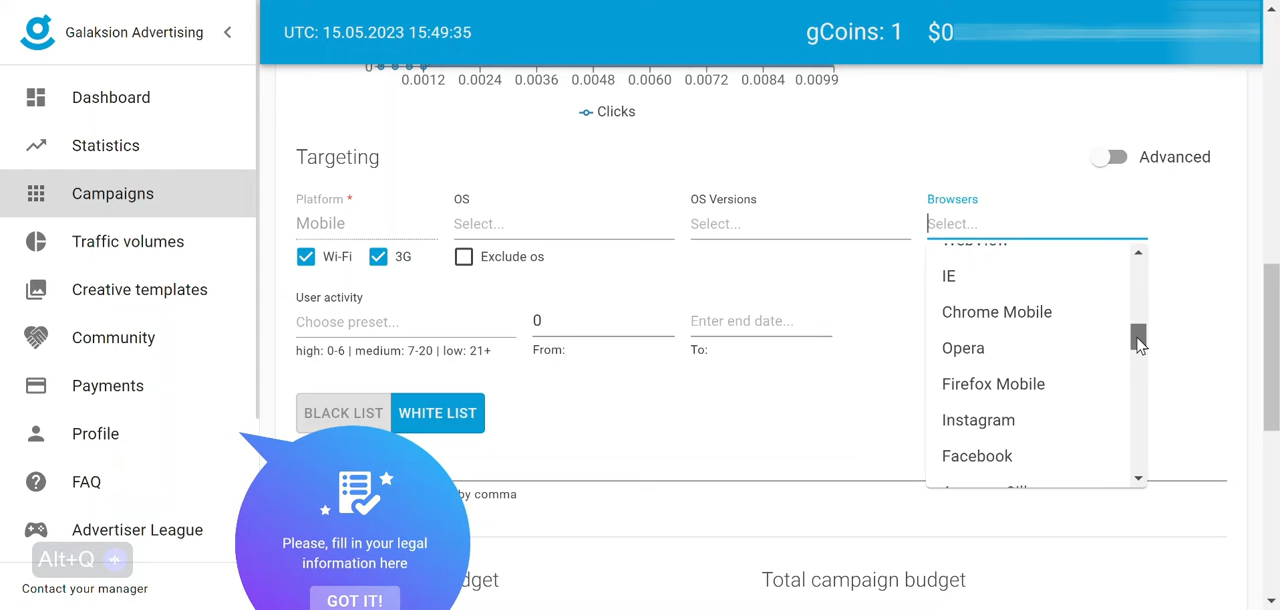 Galaksion Advertising
UTC: 15.05.2023 15:49:35
gCoins: 1 $0
Dashboard
Statistics
Campaigns
Traffic volumes
Creative templates
Community
Payments
Profile
FAQ
Advertiser League
Alt+Q
Contact your manager
0
0.0012 0.0024 0.0036 0.0048 0.0060 0.0072 0.0084 0.0099
Clicks
Targeting
Advanced
Platform * OS OS Versions Browsers
Mobile Select... Select... Select...
Wi-Fi 3G Exclude os
WebView
IE
Chrome Mobile
Opera
Firefox Mobile
Instagram
Facebook
User activity
Choose preset... 0 Enter end date...
high: 0-6 | medium: 7-20 | low: 21+ From: To:
BLACK LIST WHITE LIST
by comma
Please, fill in your legal
information here
GOT IT!
Total campaign budget